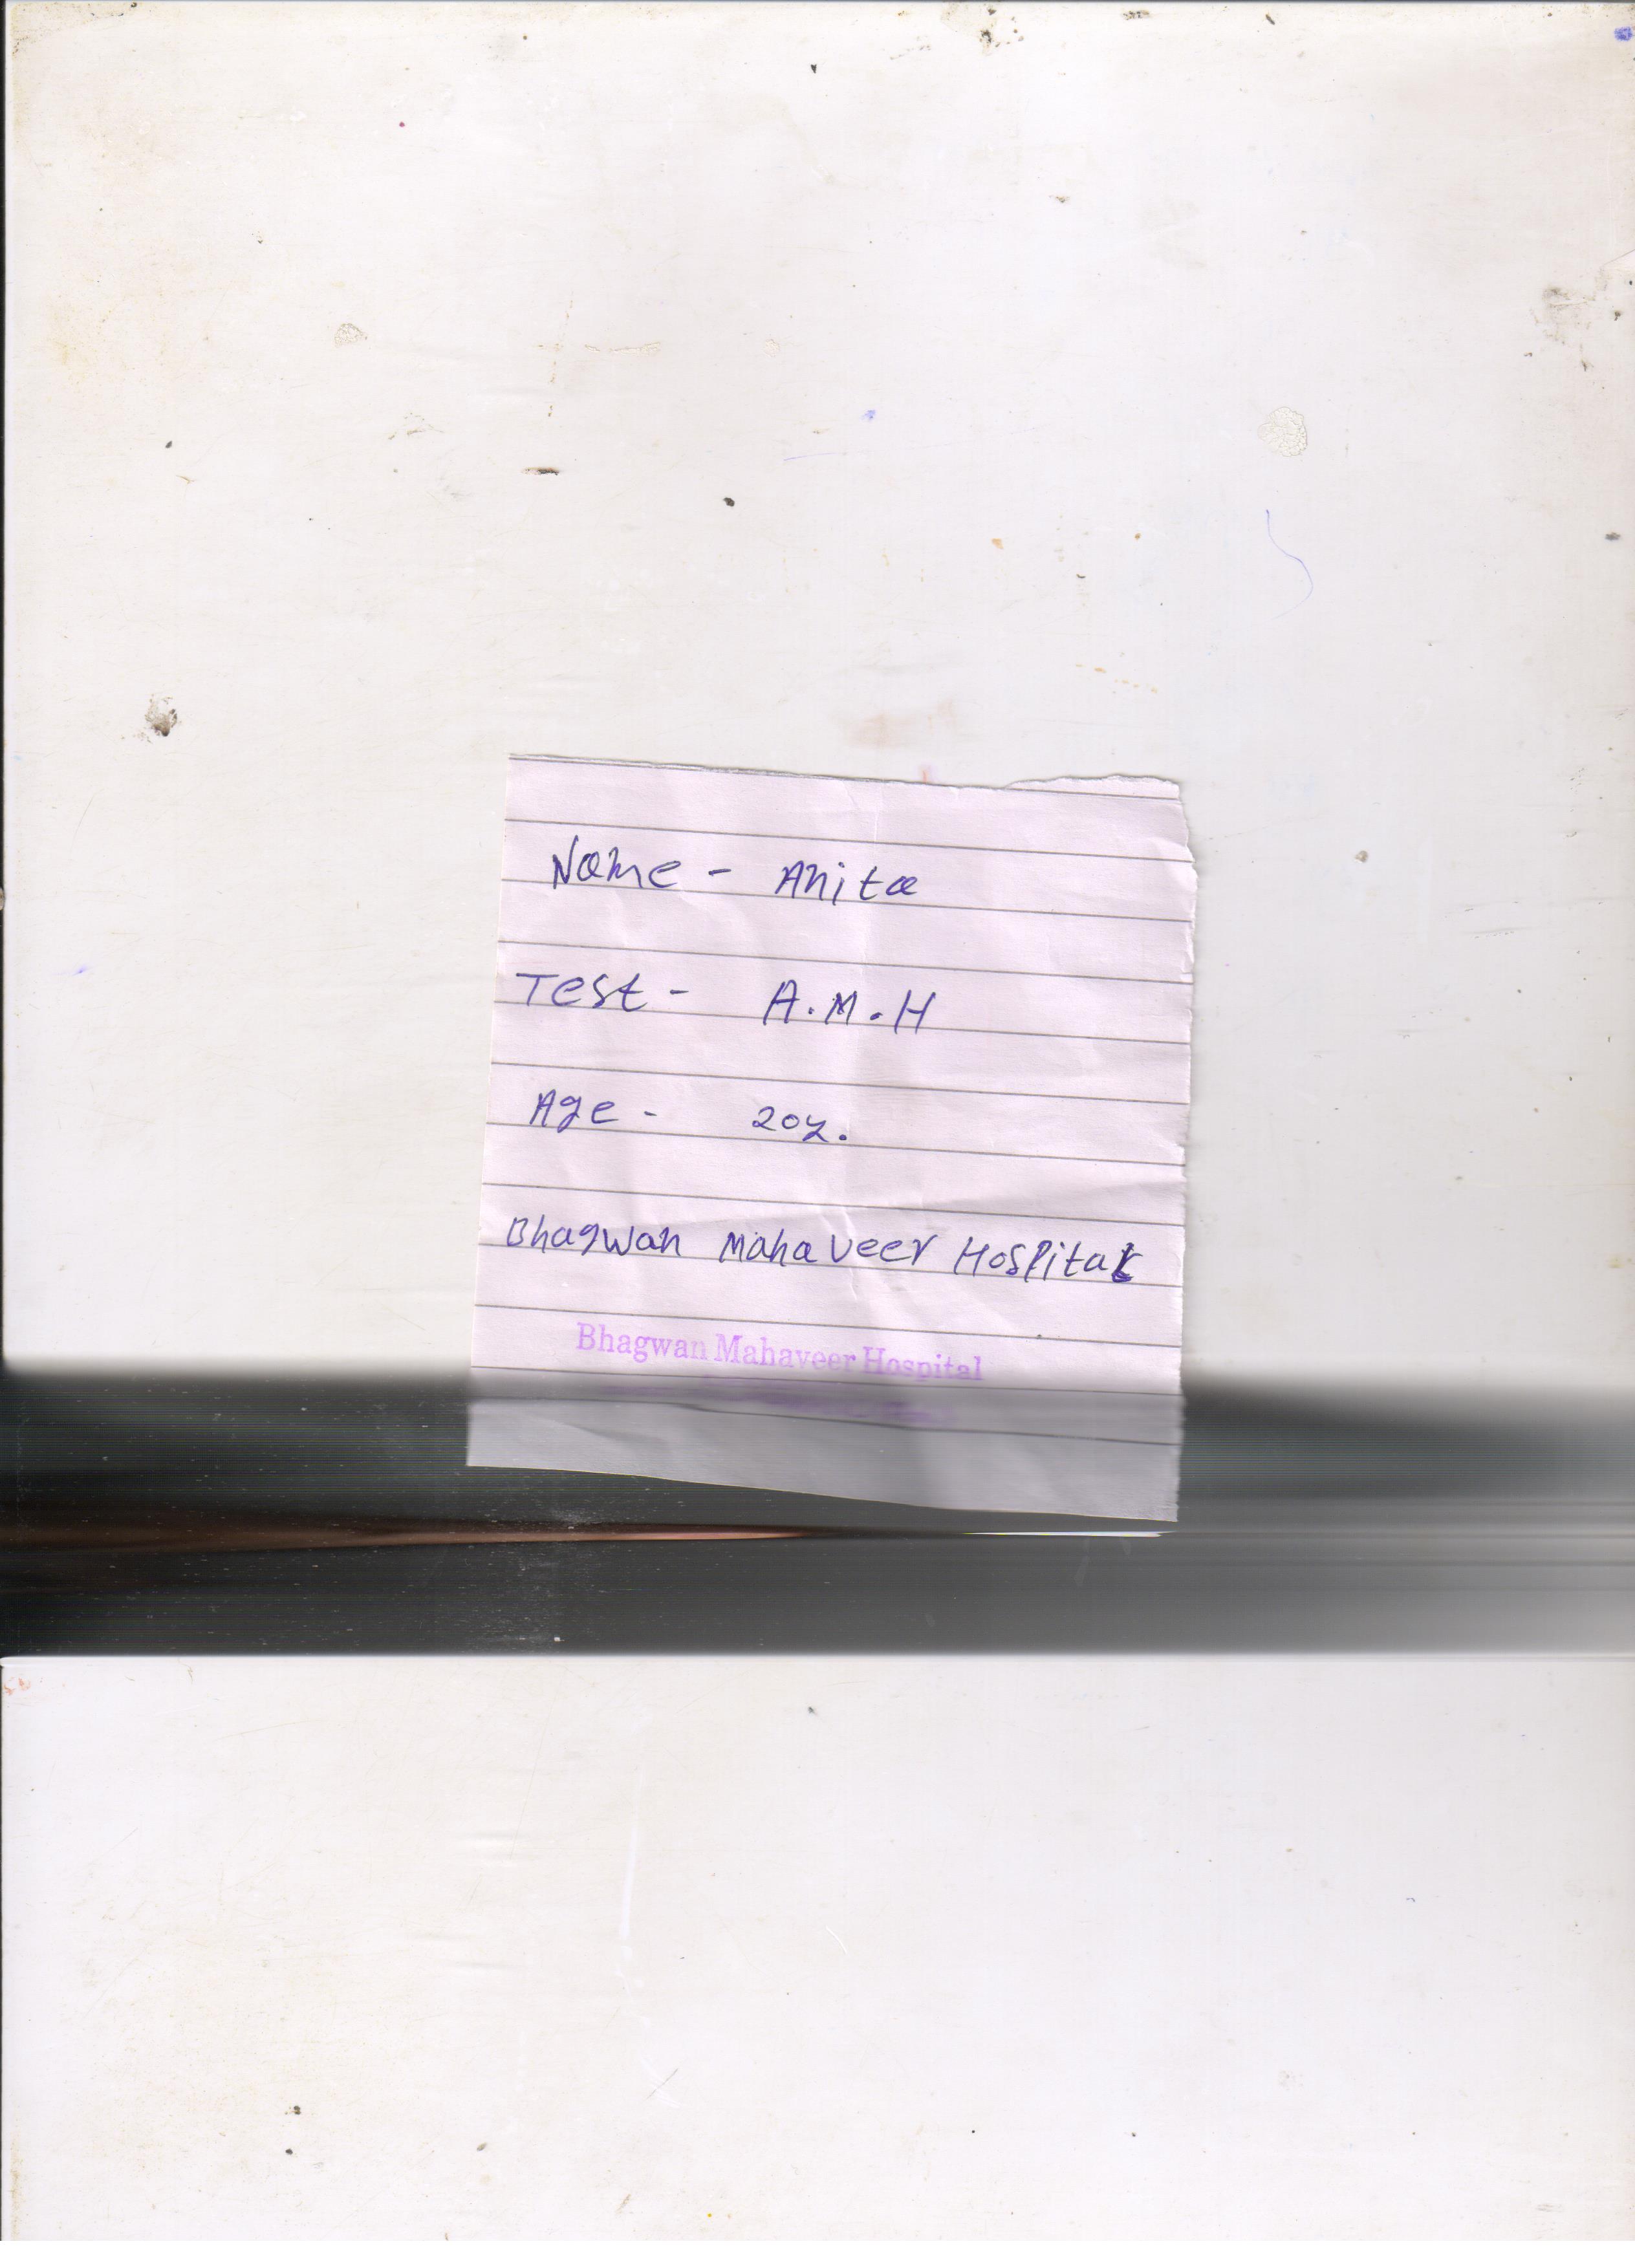 Name - Anita
Test - A.M.H
Age - 20y.
Bhagwan Mahaveer Hospital
Bhagwan Mahaveer Hospital